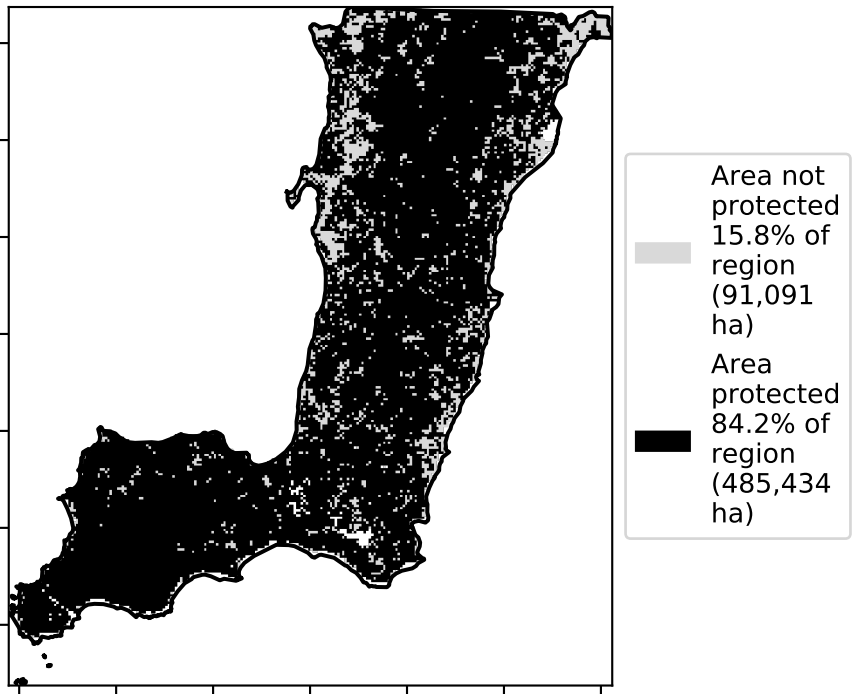 Area not
protected
15.8% of
region
(91,091
ha)
Area
protected
84.2% of
region
(485,434
ha)